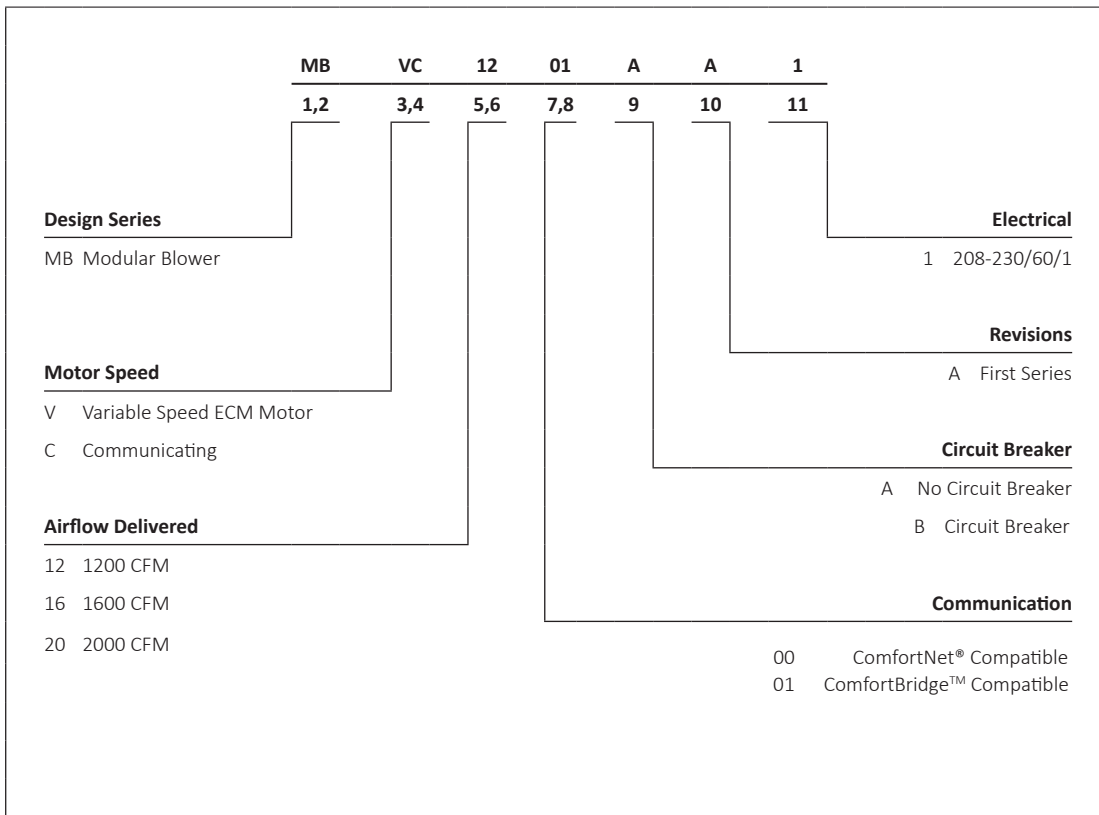 MB VC 12 01 A A 1
1,2 3,4 5,6 7,8 9 10 11
Design Series
MB Modular Blower
Motor Speed
V Variable Speed ECM Motor
C Communicating
Airflow Delivered
12 1200 CFM
16 1600 CFM
20 2000 CFM
Electrical
1 208-230/60/1
Revisions
A First Series
Circuit Breaker
A No Circuit Breaker
B Circuit Breaker
Communication
00 ComfortNet® Compatible
01 ComfortBridge™ Compatible